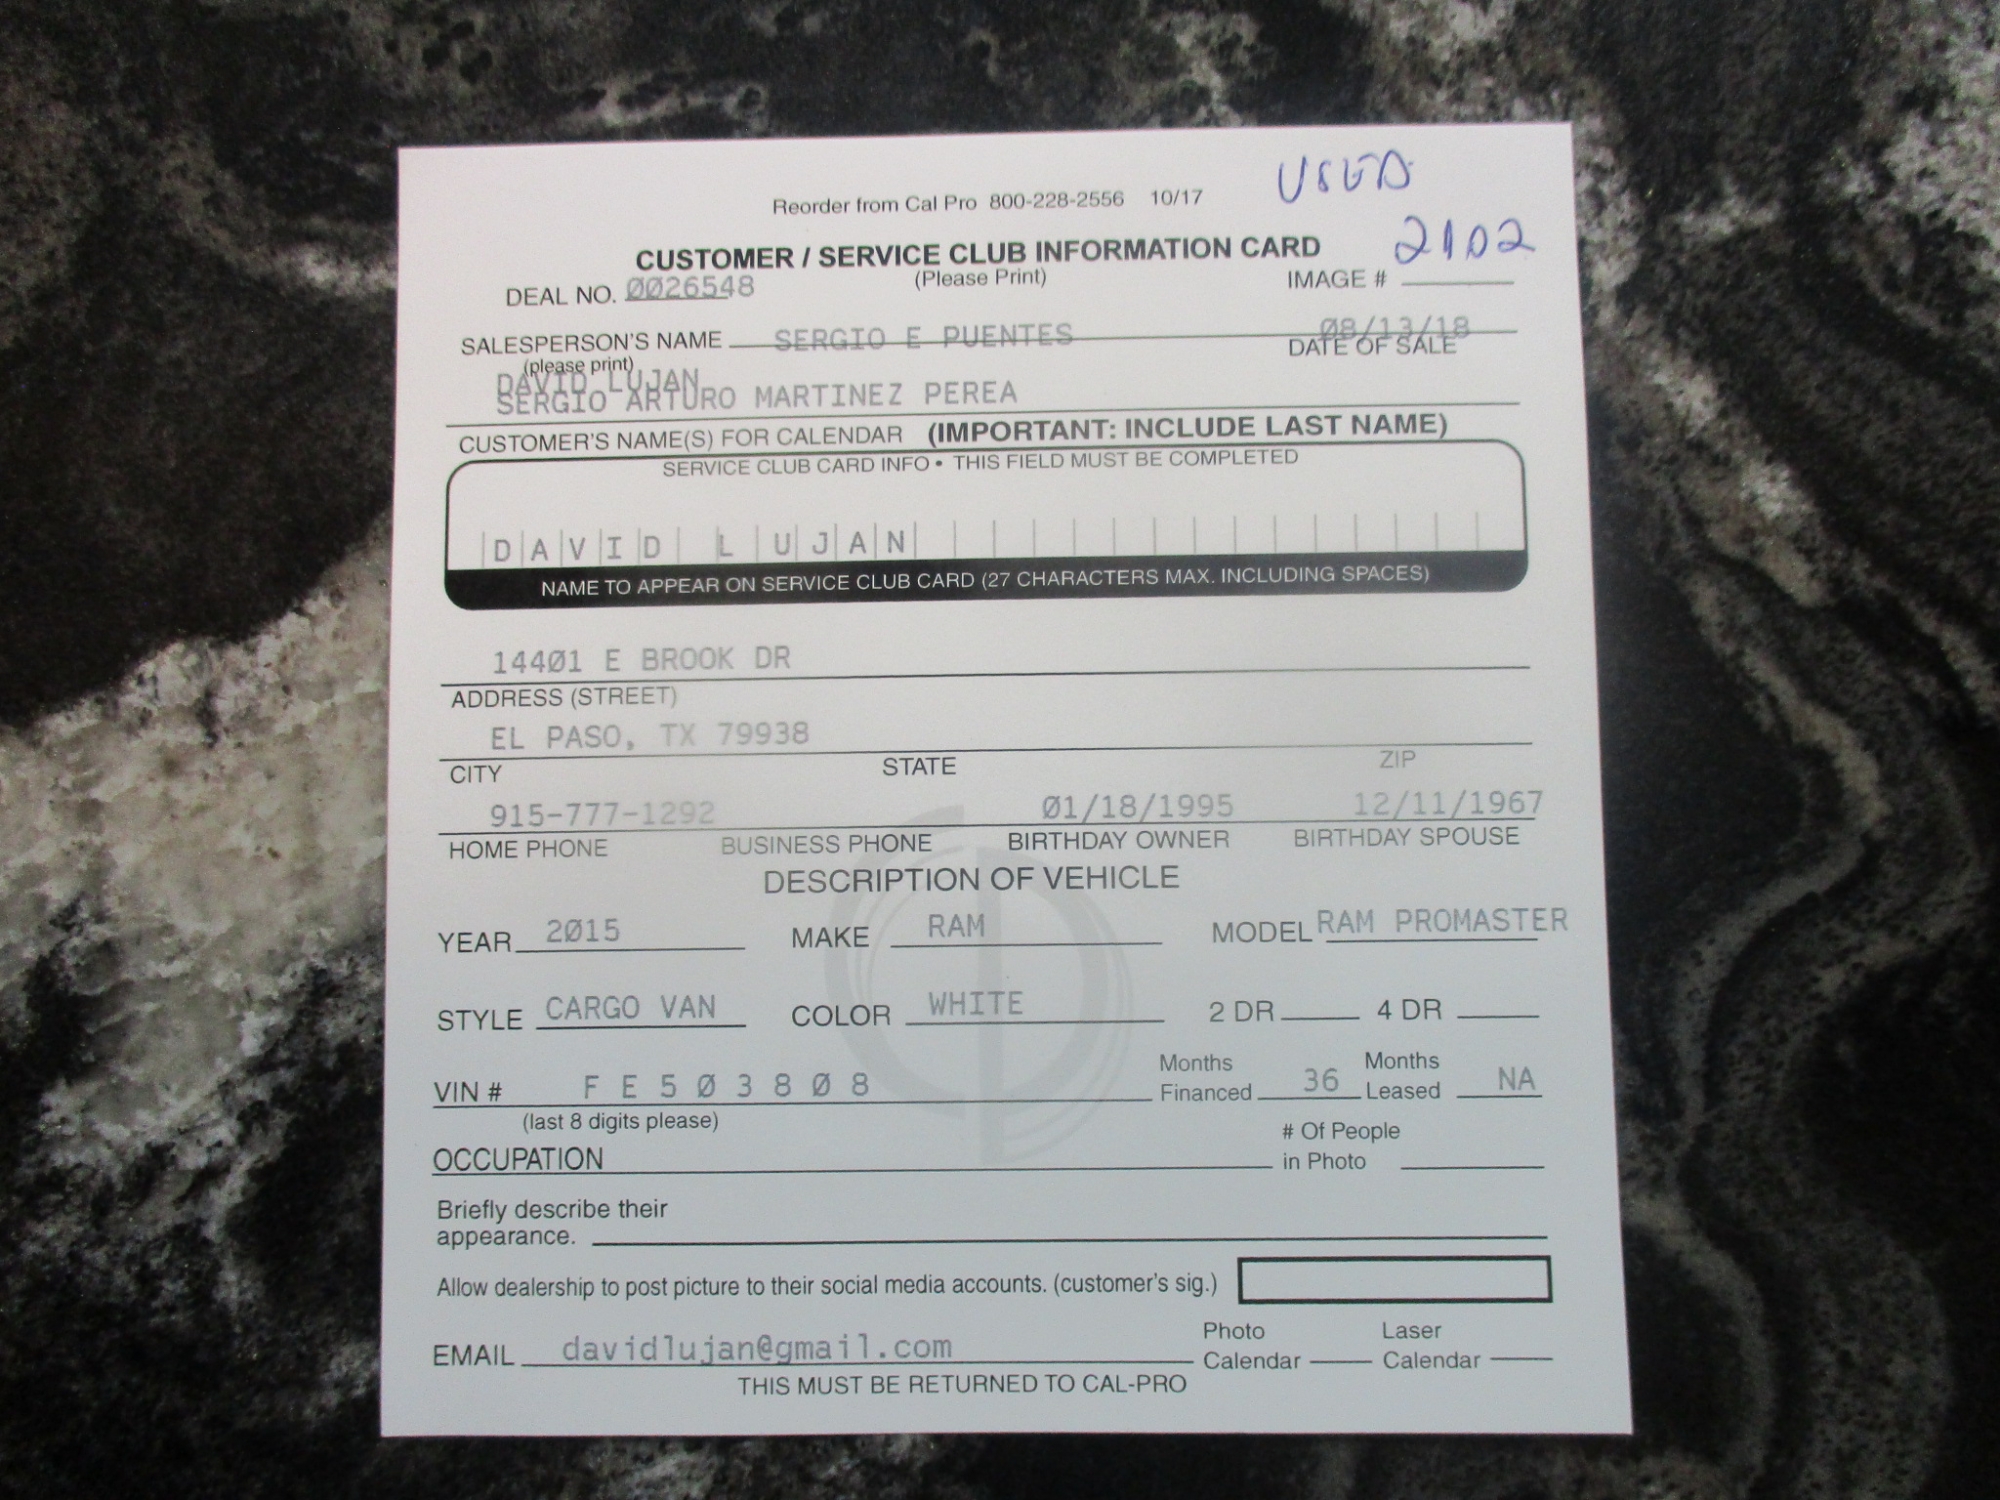 Reorder from Cal Pro 800-228-2556 10/17
USED
CUSTOMER / SERVICE CLUB INFORMATION CARD
2102
DEAL NO. 0026548 (Please Print) IMAGE #
SALESPERSON'S NAME SERGIO E PUENTES 08/13/18
(please print) DATE OF SALE
DAVID LUJAN
SERGIO ARTURO MARTINEZ PEREA
CUSTOMER'S NAME(S) FOR CALENDAR (IMPORTANT: INCLUDE LAST NAME)
SERVICE CLUB CARD INFO • THIS FIELD MUST BE COMPLETED
DAVID LUJAN
NAME TO APPEAR ON SERVICE CLUB CARD (27 CHARACTERS MAX. INCLUDING SPACES)
14401 E BROOK DR
ADDRESS (STREET)
EL PASO, TX 79938
CITY STATE ZIP
915-777-1292 01/18/1995 12/11/1967
HOME PHONE BUSINESS PHONE BIRTHDAY OWNER BIRTHDAY SPOUSE
DESCRIPTION OF VEHICLE
YEAR 2015 MAKE RAM MODEL RAM PROMASTER
STYLE CARGO VAN COLOR WHITE 2 DR 4 DR
VIN # F E 5 0 3 8 0 8 Months Financed 36 Months Leased NA
(last 8 digits please)
OCCUPATION # Of People in Photo
Briefly describe their
appearance.
Allow dealership to post picture to their social media accounts. (customer's sig.)
EMAIL davidlujan@gmail.com Photo Calendar Laser Calendar
THIS MUST BE RETURNED TO CAL-PRO